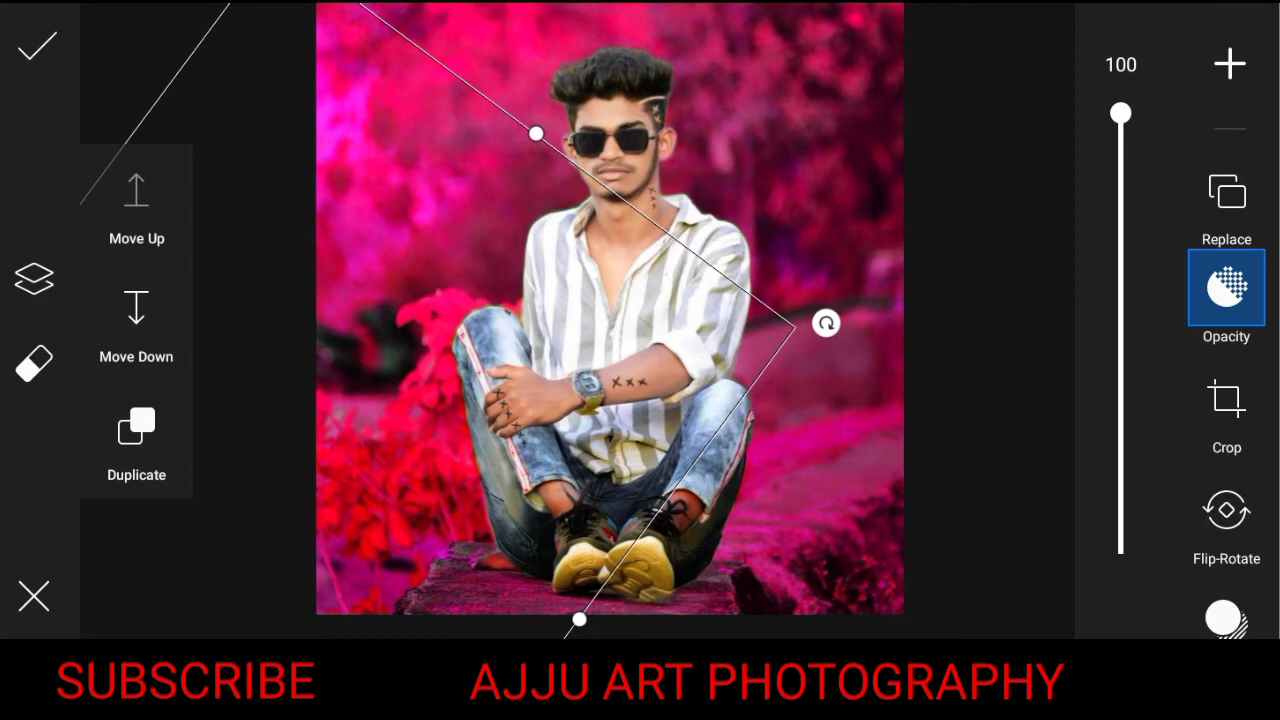 100
Move Up
Replace
Opacity
Move Down
Crop
Duplicate
Flip-Rotate
SUBSCRIBE AJJU ART PHOTOGRAPHY